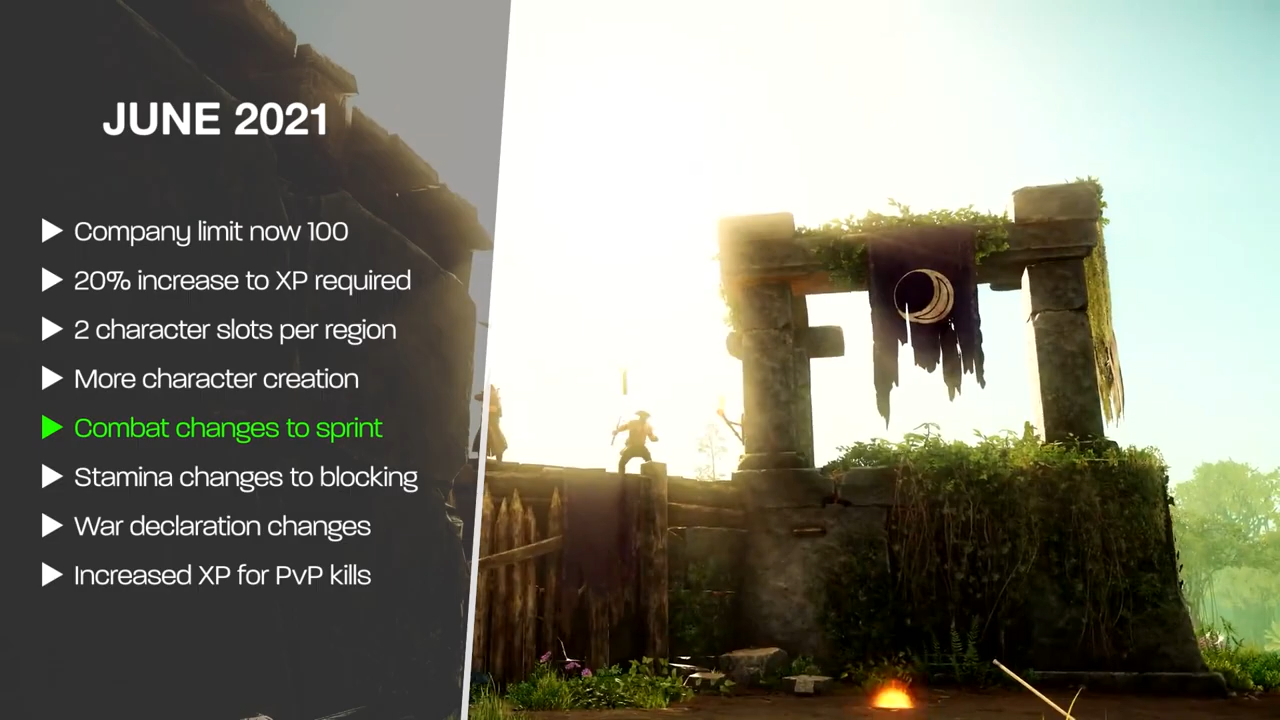 JUNE 2021
Company limit now 100
20% increase to XP required
2 character slots per region
More character creation
Combat changes to sprint
Stamina changes to blocking
War declaration changes
Increased XP for PvP kills